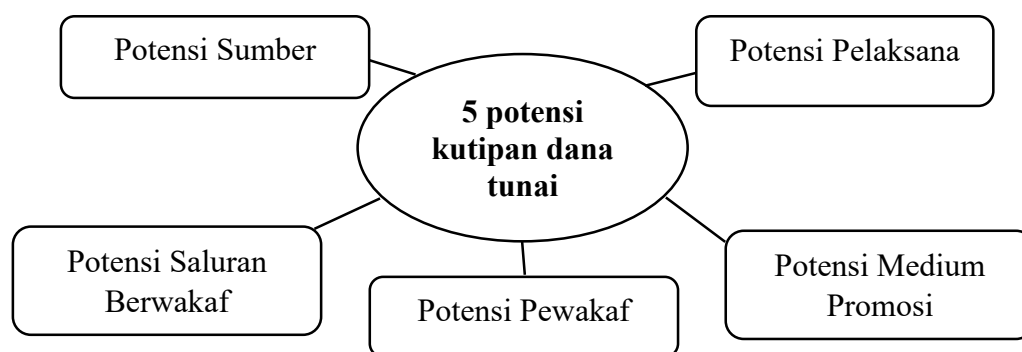 Potensi Sumber
Potensi Pelaksana
5 potensi
kutipan dana
tunai
Potensi Saluran
Berwakaf
Potensi Pewakaf
Potensi Medium
Promosi